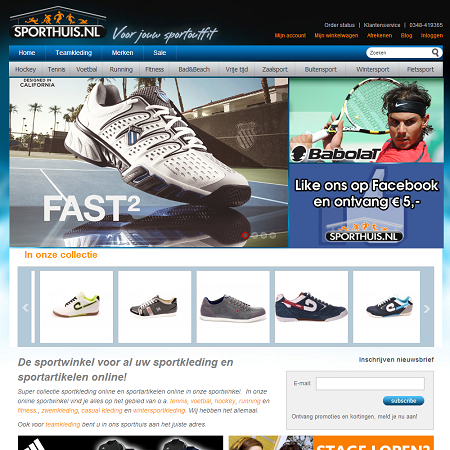 SPORTHUIS.NL
Voor jouw sportoutfit
Order status | Klantenservice | 0348-419365
Mijn account Mijn winkelwagen Afrekenen Blog Inloggen
Home Teamkleding Merken Sale Zoeken
Hockey Tennis Voetbal Running Fitness Bad&Beach Vrije tijd Zaalsport Buitensport Wintersport Fietssport
DESIGNED IN
CALIFORNIA
FAST²
BabolaT
Like ons op Facebook
en ontvang € 5,-
SPORTHUIS.NL
In onze collectie
De sportwinkel voor al uw sportkleding en
sportartikelen online!
Super collectie sportkleding online en sportartikelen online in onze sportwinkel. In onze
online sportwinkel vind je alles op het gebied van o.a. tennis, voetbal, hockey, running en
fitness., zwemkleding, casual kleding en wintersportkleding. Wij hebben het allemaal.
Ook voor teamkleding bent u in ons sporthuis aan het juiste adres.
Inschrijven nieuwsbrief
E-mail:
subscribe
Ontvang promoties en kortingen, meld je nu aan!
STAGE LOPEN?